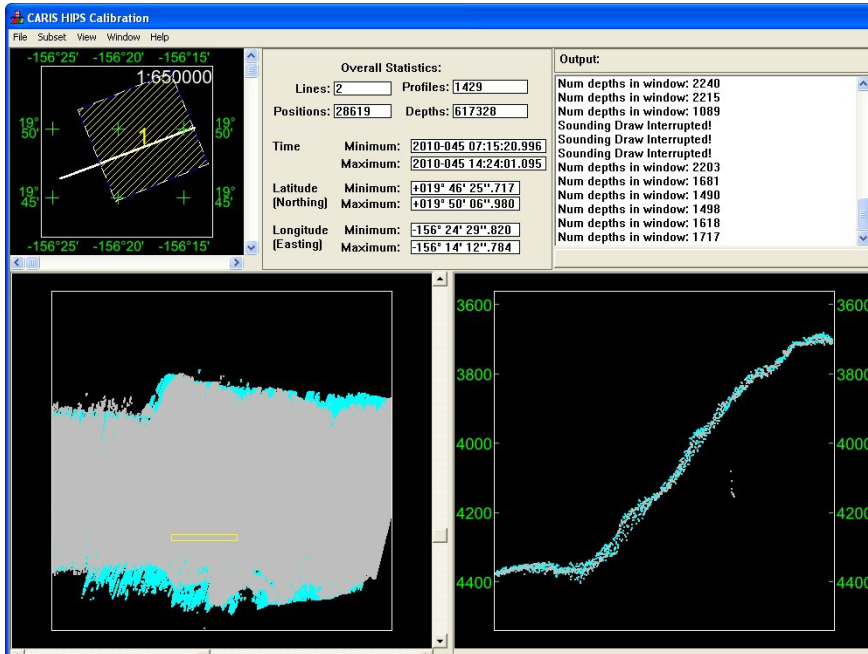 CARIS HIPS Calibration
File Subset View Window Help
-156°25' -156°20' -156°15'
1:650000
19° 50'
19° 50'
1
19° 45'
19° 45'
-156°25' -156°20' -156°15'
Overall Statistics:
Lines: 2 Profiles: 1429
Positions: 28619 Depths: 617328
Time Minimum: 2010-045 07:15:20.996
Maximum: 2010-045 14:24:01.095
Latitude (Northing) Minimum: +019° 46' 25".717
Maximum: +019° 50' 06".980
Longitude (Easting) Minimum: -156° 24' 29".820
Maximum: -156° 14' 12".784
Output:
Num depths in window: 2240
Num depths in window: 2215
Num depths in window: 1089
Sounding Draw Interrupted!
Sounding Draw Interrupted!
Sounding Draw Interrupted!
Num depths in window: 2203
Num depths in window: 1681
Num depths in window: 1490
Num depths in window: 1498
Num depths in window: 1618
Num depths in window: 1717
3600 3600
3800 3800
4000 4000
4200 4200
4400 4400